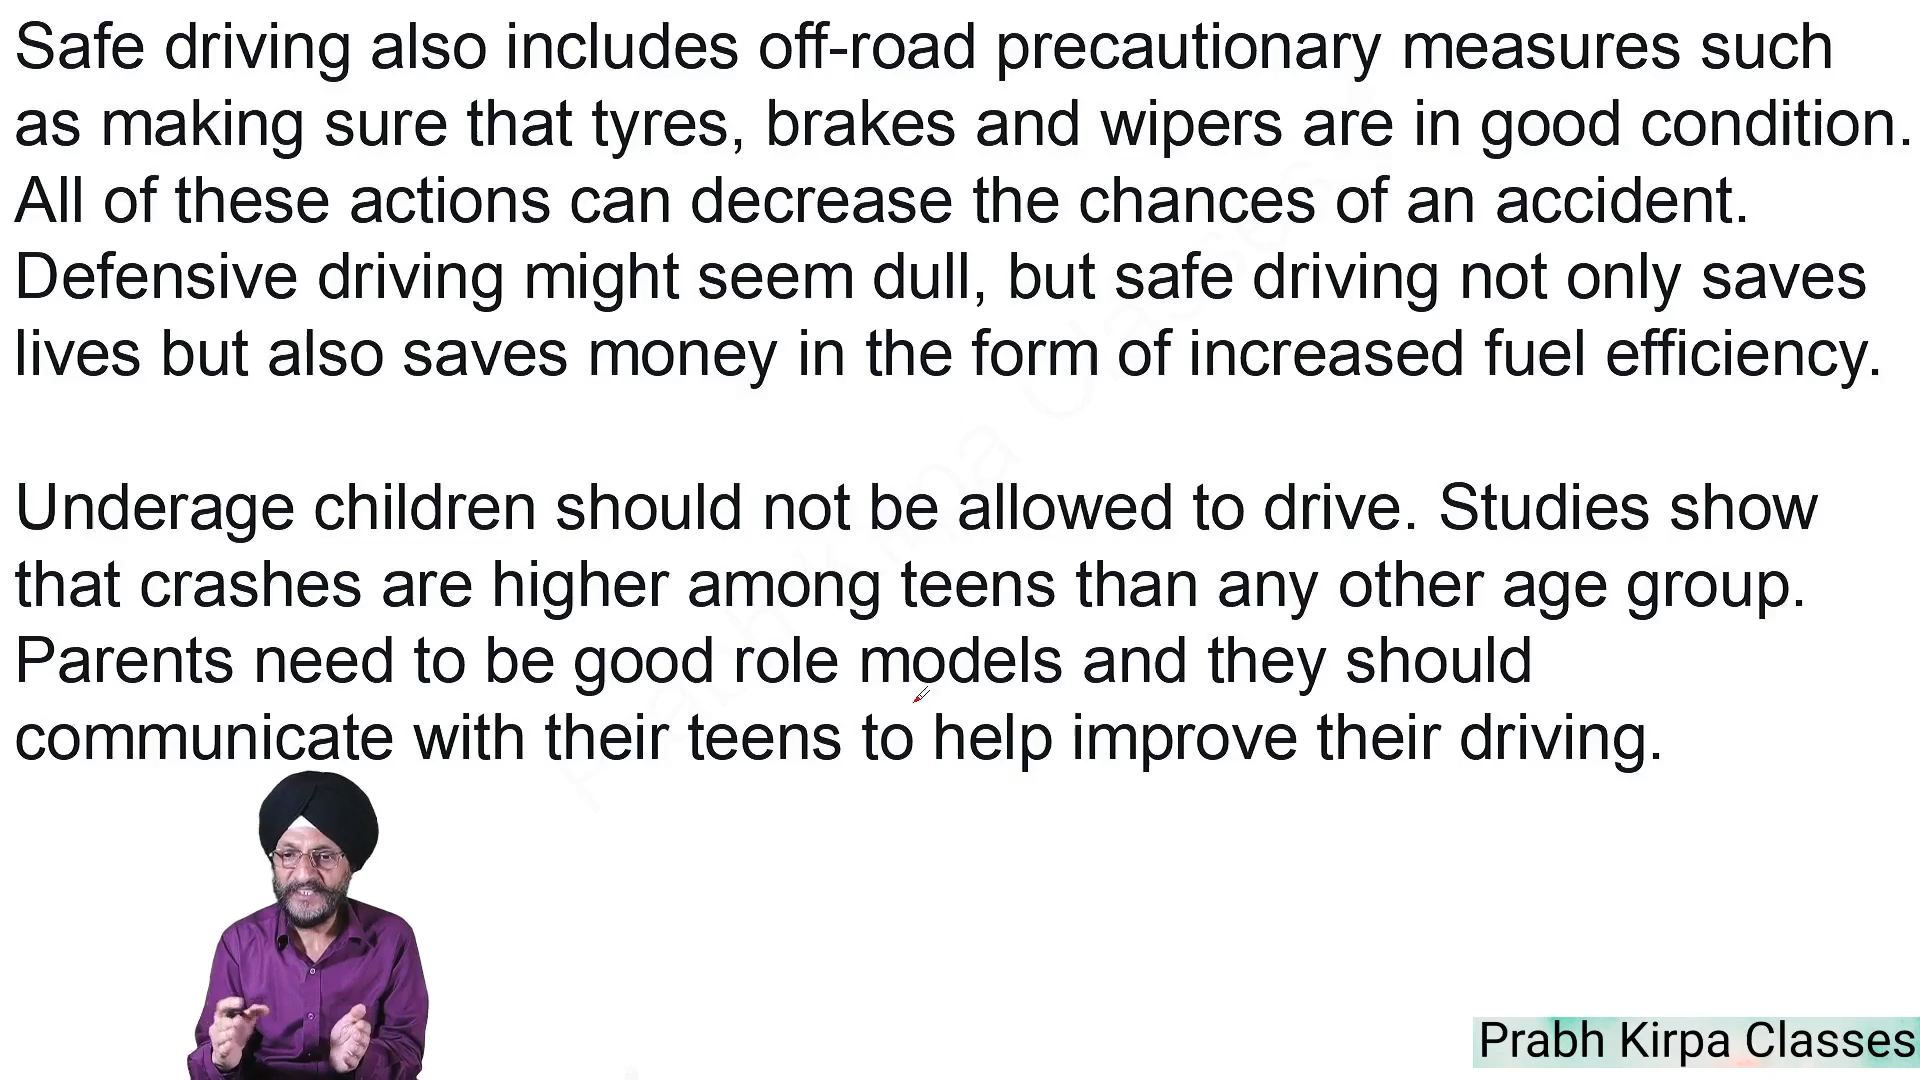 Safe driving also includes off-road precautionary measures such
as making sure that tyres, brakes and wipers are in good condition.
All of these actions can decrease the chances of an accident.
Defensive driving might seem dull, but safe driving not only saves
lives but also saves money in the form of increased fuel efficiency.
Underage children should not be allowed to drive. Studies show
that crashes are higher among teens than any other age group.
Parents need to be good role models and they should
communicate with their teens to help improve their driving.
Prabh Kirpa Classes
Prabh Kirpa Classes